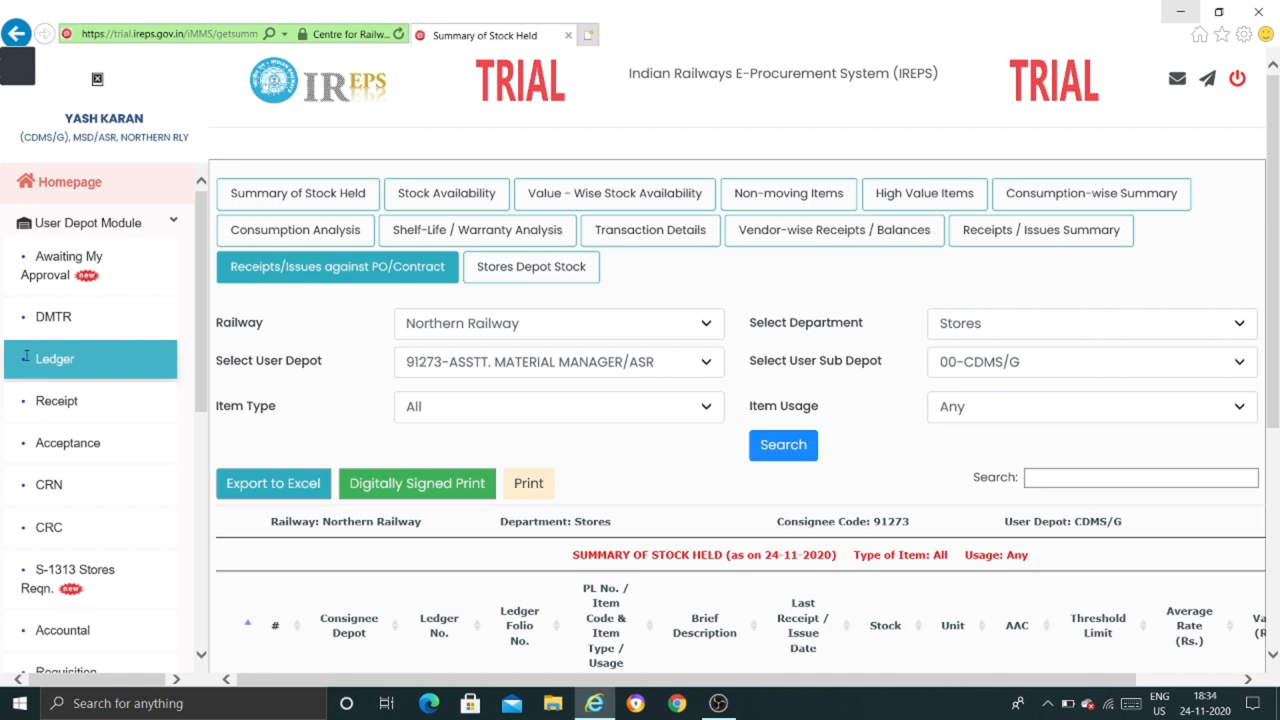 https://trial.ireps.gov.in/iMMS/getsumm
Centre for Railw...
Summary of Stock Held
IREPS
TRIAL
Indian Railways E-Procurement System (IREPS)
TRIAL
YASH KARAN
(CDMS/G), MSD/ASR, NORTHERN RLY
Homepage
User Depot Module
Awaiting My
Approval new
DMTR
Ledger
Receipt
Acceptance
CRN
CRC
S-1313 Stores
Reqn. new
Accountal
Requisition
Summary of Stock Held
Stock Availability
Value - Wise Stock Availability
Non-moving Items
High Value Items
Consumption-wise Summary
Consumption Analysis
Shelf-Life / Warranty Analysis
Transaction Details
Vendor-wise Receipts / Balances
Receipts / Issues Summary
Receipts/Issues against PO/Contract
Stores Depot Stock
Railway
Northern Railway
Select Department
Stores
Select User Depot
91273-ASSTT. MATERIAL MANAGER/ASR
Select User Sub Depot
00-CDMS/G
Item Type
All
Item Usage
Any
Search
Export to Excel
Digitally Signed Print
Print
Search:
Railway: Northern Railway
Department: Stores
Consignee Code: 91273
User Depot: CDMS/G
SUMMARY OF STOCK HELD (as on 24-11-2020) Type of Item: All Usage: Any
#
Consignee
Depot
Ledger
No.
Ledger
Folio
No.
PL No. /
Item
Code &
Item
Type /
Usage
Brief
Description
Last
Receipt /
Issue
Date
Stock
Unit
AAC
Threshold
Limit
Average
Rate
(Rs.)
Va
(R
Search for anything
ENG
US
18:34
24-11-2020